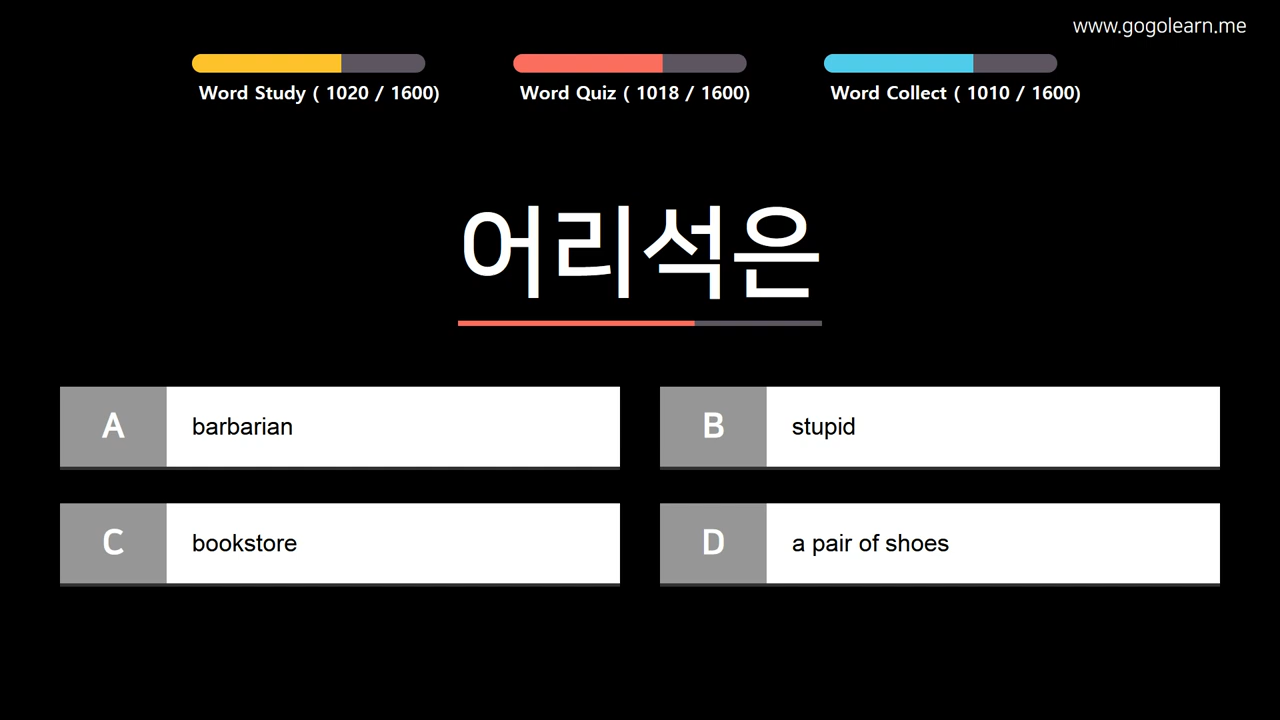 www.gogolearn.me
Word Study ( 1020 / 1600)
Word Quiz ( 1018 / 1600)
Word Collect ( 1010 / 1600)
어리석은
A barbarian
B stupid
C bookstore
D a pair of shoes